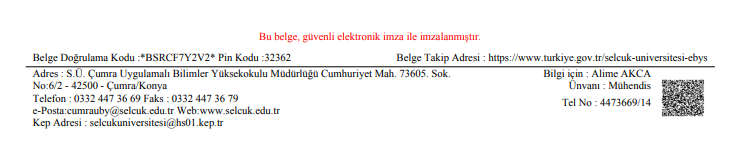 Bu belge, güvenli elektronik imza ile imzalanmıştır.
Belge Doğrulama Kodu :*BSRCF7Y2V2* Pin Kodu :32362 Belge Takip Adresi : https://www.turkiye.gov.tr/selcuk-universitesi-ebys
Adres : S.Ü. Çumra Uygulamalı Bilimler Yüksekokulu Müdürlüğü Cumhuriyet Mah. 73605. Sok. Bilgi için : Alime AKCA
No:6/2 - 42500 - Çumra/Konya Ünvanı : Mühendis
Telefon : 0332 447 36 69 Faks : 0332 447 36 79
Tel No : 4473669/14
e-Posta:cumrauby@selcuk.edu.tr Web:www.selcuk.edu.tr
Kep Adresi : selcukuniversitesi@hs01.kep.tr